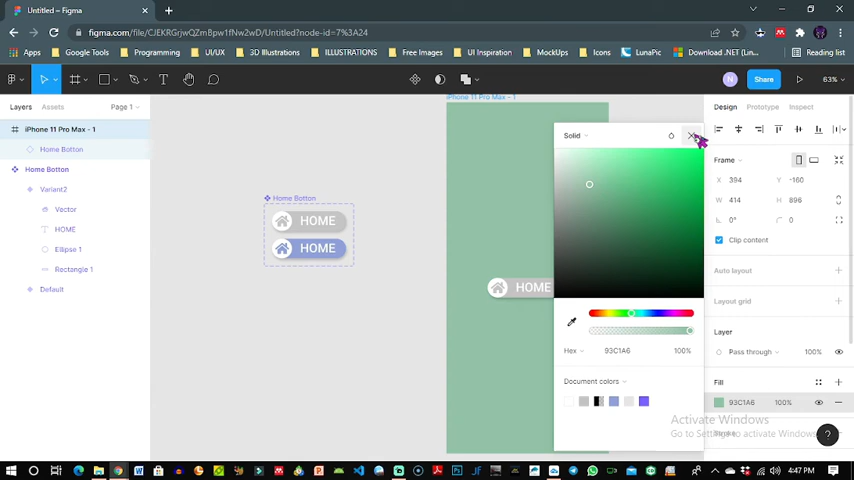 Figma
figma.com/file/CJEKRGrjwQZmBpw1fNw2wD/Untitled?node-id=7%3A24
Apps Google Tools Programming UI/UX 3D Illustrations ILLUSTRATIONS Free Images UI Inspiration MockUps Icons LunaPic Download .NET (Lin... Reading list
N Share 63%
Layers Assets Page 1 iPhone 11 Pro Max - 1 Design Prototype Inspect
iPhone 11 Pro Max - 1
Home Botton
Home Botton
Variant2
Vector
HOME
Ellipse 1
Rectangle 1
Default
Home Botton
HOME
HOME
HOME
Solid
Hex 93C1A6 100%
Document colors
Frame
X 394 Y -160
W 414 H 896
0° 0
Clip content
Auto layout
Layout grid
Layer
Pass through 100%
Fill
93C1A6 100%
Activate Windows
Stroke
Go to Settings to activate Windows.
?
4:47 PM